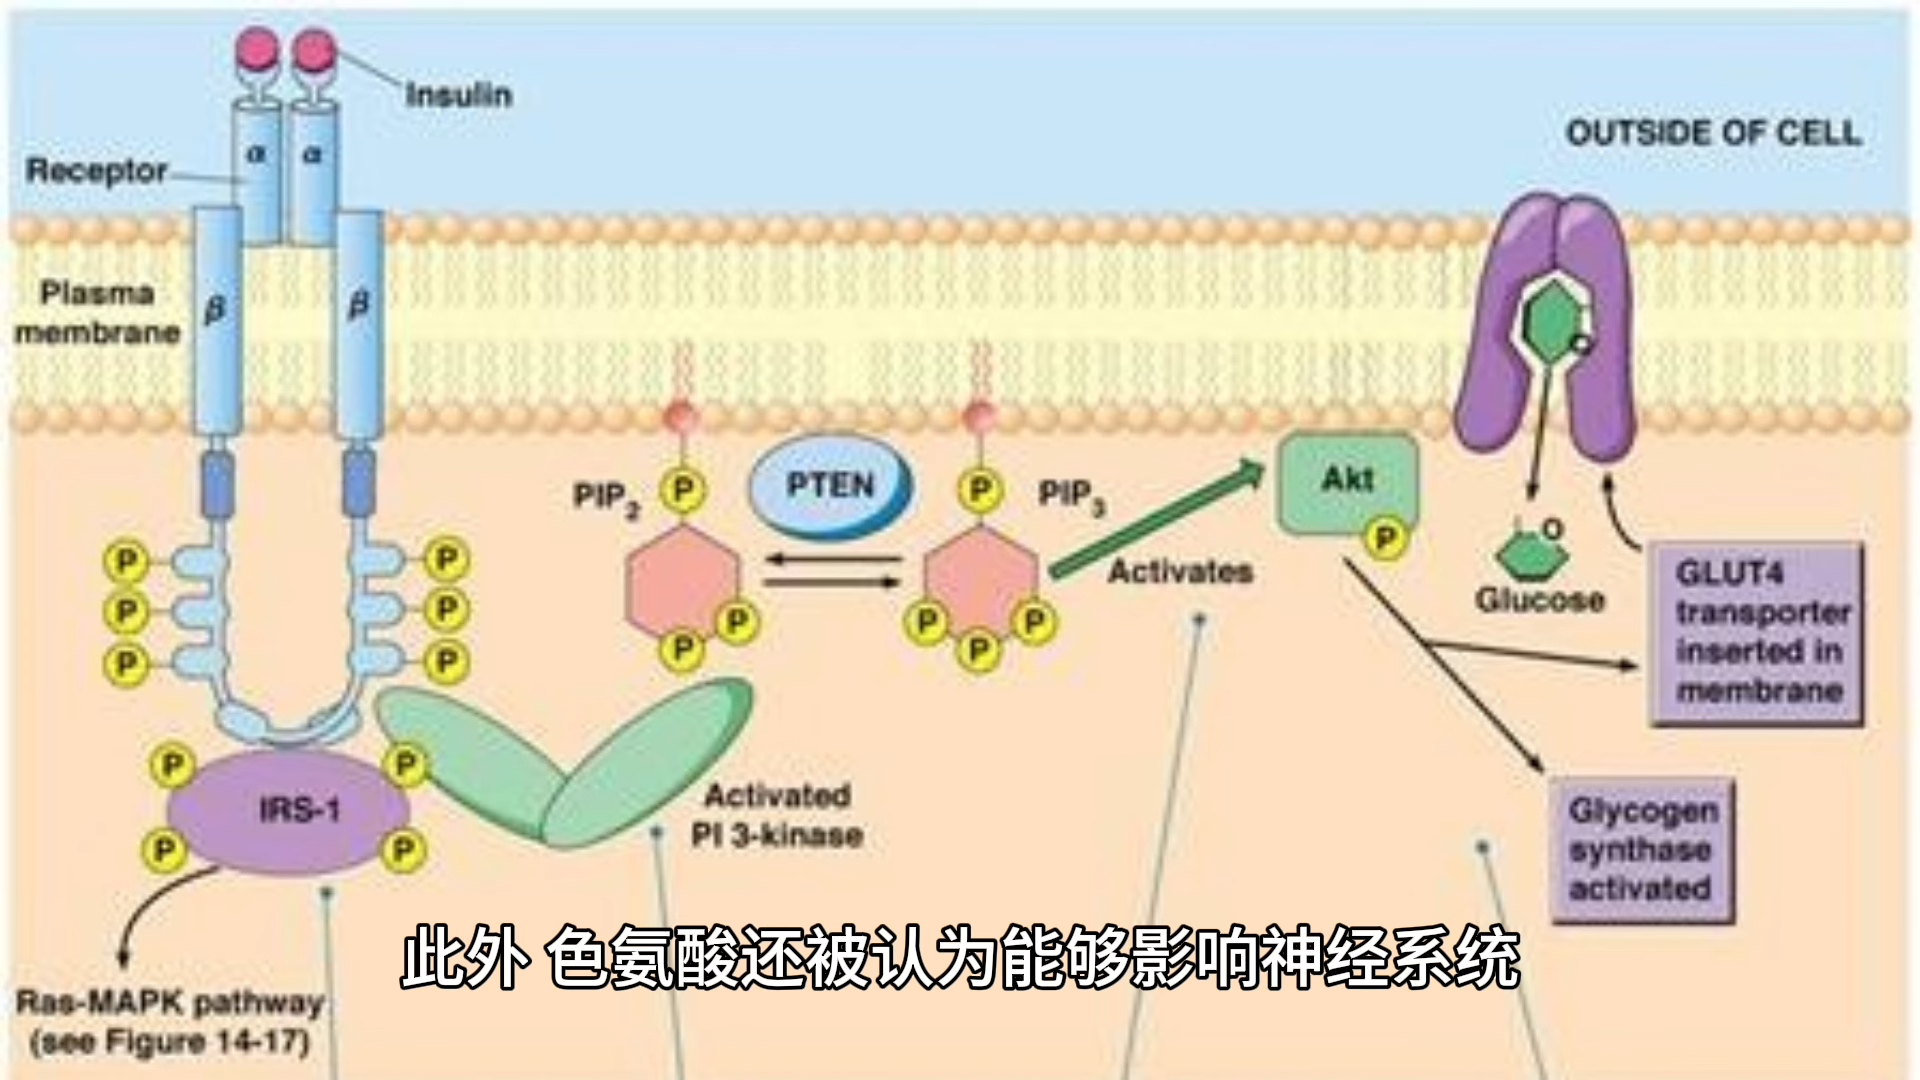 Insulin
OUTSIDE OF CELL
α
α
Receptor
Plasma
membrane
β
β
PIP2
P
PTEN
P
PIP3
Akt
P
O
Activates
Glucose
GLUT4
transporter
inserted in
membrane
P
P
P
P
P
P
P
P
P
P
P
P
P
P
IRS-1
P
P
Activated
PI 3-kinase
Glycogen
synthase
activated
此外 色氨酸还被认为能够影响神经系统
Ras-MAPK pathway
(see Figure 14-17)